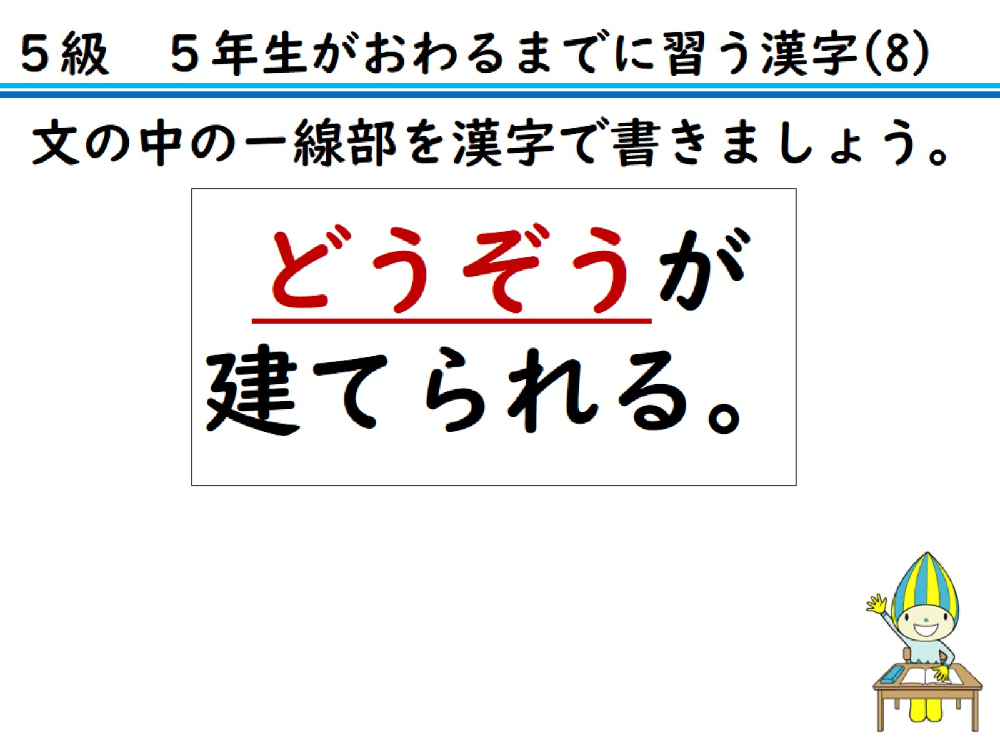 ５級　５年生がおわるまでに習う漢字(8)
文の中の一線部を漢字で書きましょう。
どうぞうが
建てられる。